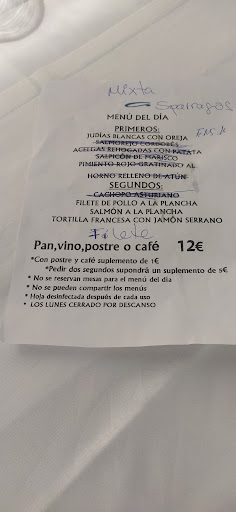 Mixta
Sparragos
MENÚ DEL DÍA
PRIMEROS:
JUDÍAS BLANCAS CON OREJA
SALMOREJO CORDOBÉS
ACELGAS REHOGADAS CON PATATA
SALPICÓN DE MARISCO
PIMIENTO ROJO GRATINADO AL
HORNO RELLENO DE ATÚN
SEGUNDOS:
CACHOPO ASTURIANO
FILETE DE POLLO A LA PLANCHA
SALMÓN A LA PLANCHA
TORTILLA FRANCESA CON JAMÓN SERRANO
Filete
Pan,vino,postre o café 12€
*Con postre y café suplemento de 1€
*Pedir dos segundos supondrá un suplemento de 5€
* No se reservan mesas para el menú del día
* No se pueden compartir los menús
* Hoja desinfectada después de cada uso
* LOS LUNES CERRADO POR DESCANSO